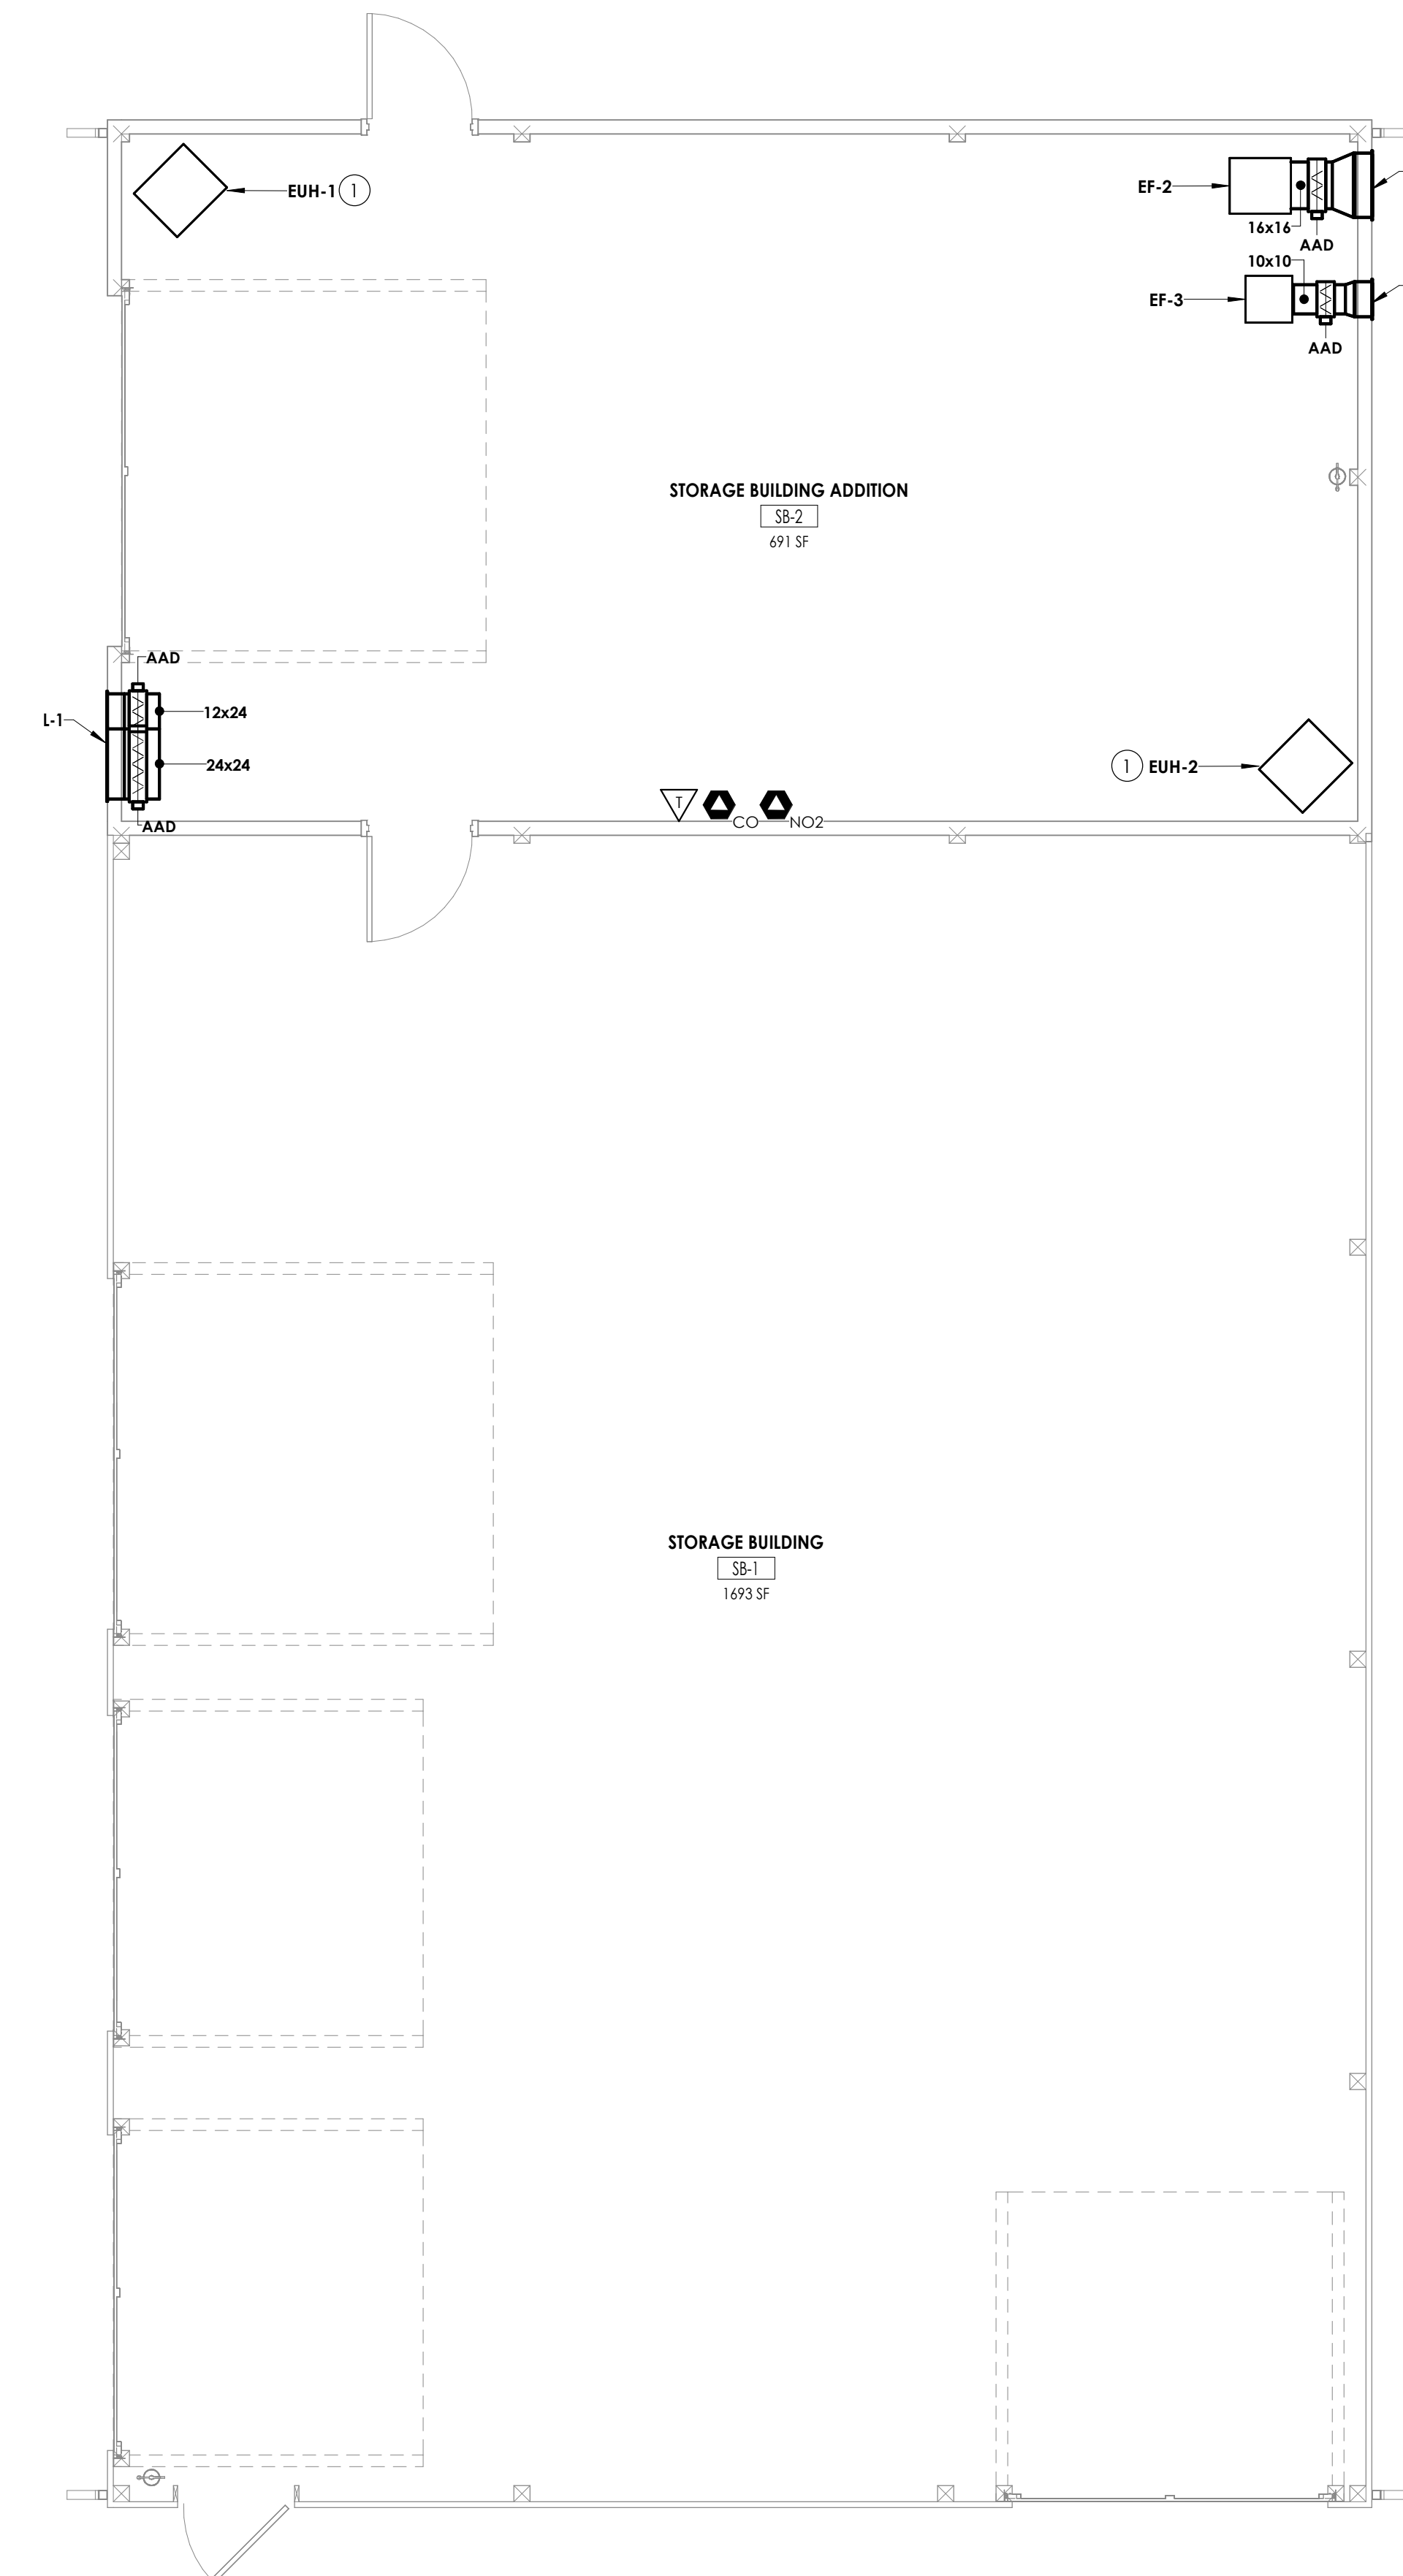 EUH-1 1
EF-2
16x16
AAD
10x10
EF-3
AAD
STORAGE BUILDING ADDITION
SB-2
691 SF
AAD
L-1
12x24
24x24
AAD
1 EUH-2
T
CO
NO2
STORAGE BUILDING
SB-1
1693 SF